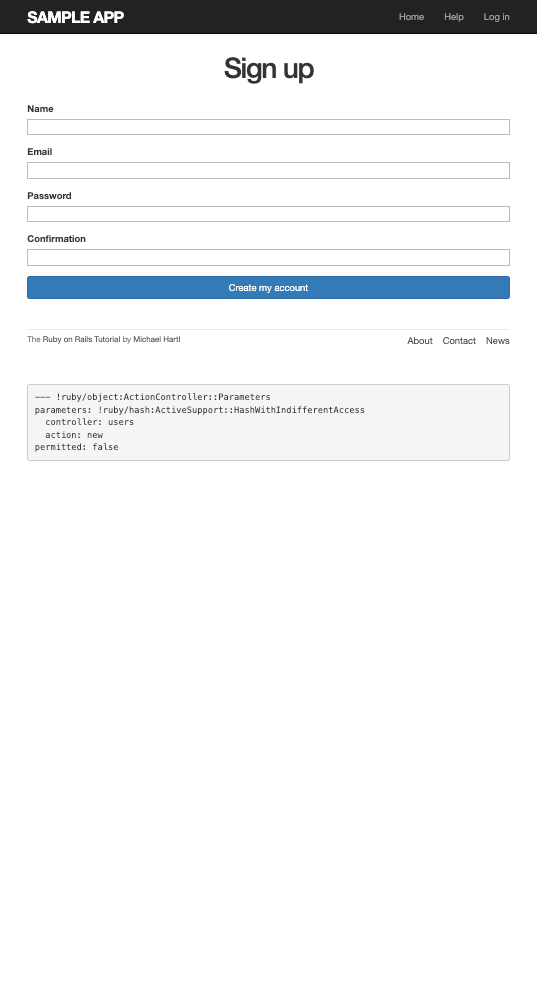 SAMPLE APP Home Help Log in
Sign up
Name
Email
Password
Confirmation
Create my account
The Ruby on Rails Tutorial by Michael Hartl About Contact News
--- !ruby/object:ActionController::Parameters
parameters: !ruby/hash:ActiveSupport::HashWithIndifferentAccess
  controller: users
  action: new
permitted: false